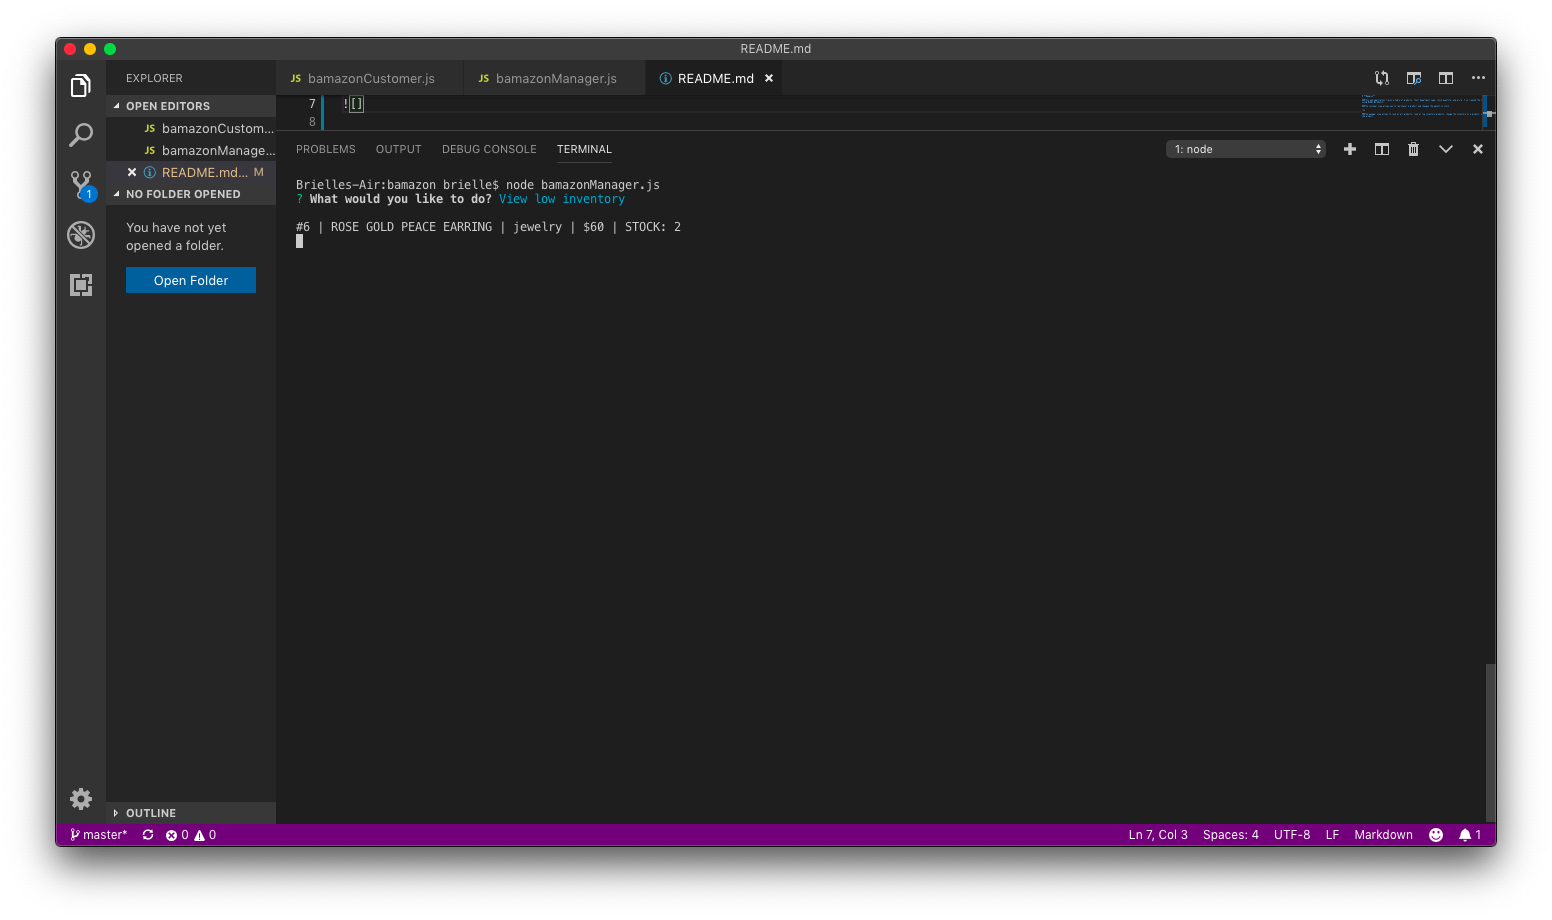 README.md
EXPLORER
OPEN EDITORS
JS bamazonCustom...
JS bamazonManage...
README.md... M
NO FOLDER OPENED
You have not yet
opened a folder.
Open Folder
OUTLINE
1
JS bamazonCustomer.js
JS bamazonManager.js
README.md
7 ![]
8
PROBLEMS OUTPUT DEBUG CONSOLE TERMINAL
1: node
Brielles-Air:bamazon brielle$ node bamazonManager.js
? What would you like to do? View low inventory
#6 | ROSE GOLD PEACE EARRING | jewelry | $60 | STOCK: 2
master* 0 0
Ln 7, Col 3 Spaces: 4 UTF-8 LF Markdown 1